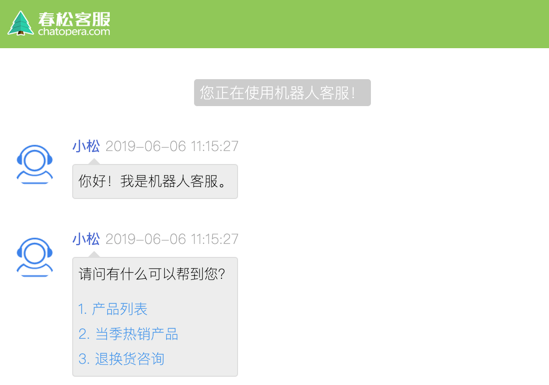 春松客服
chatopera.com
您正在使用机器人客服！
小松 2019-06-06 11:15:27
你好！我是机器人客服。
小松 2019-06-06 11:15:27
请问有什么可以帮到您？
1. 产品列表
2. 当季热销产品
3. 退换货咨询